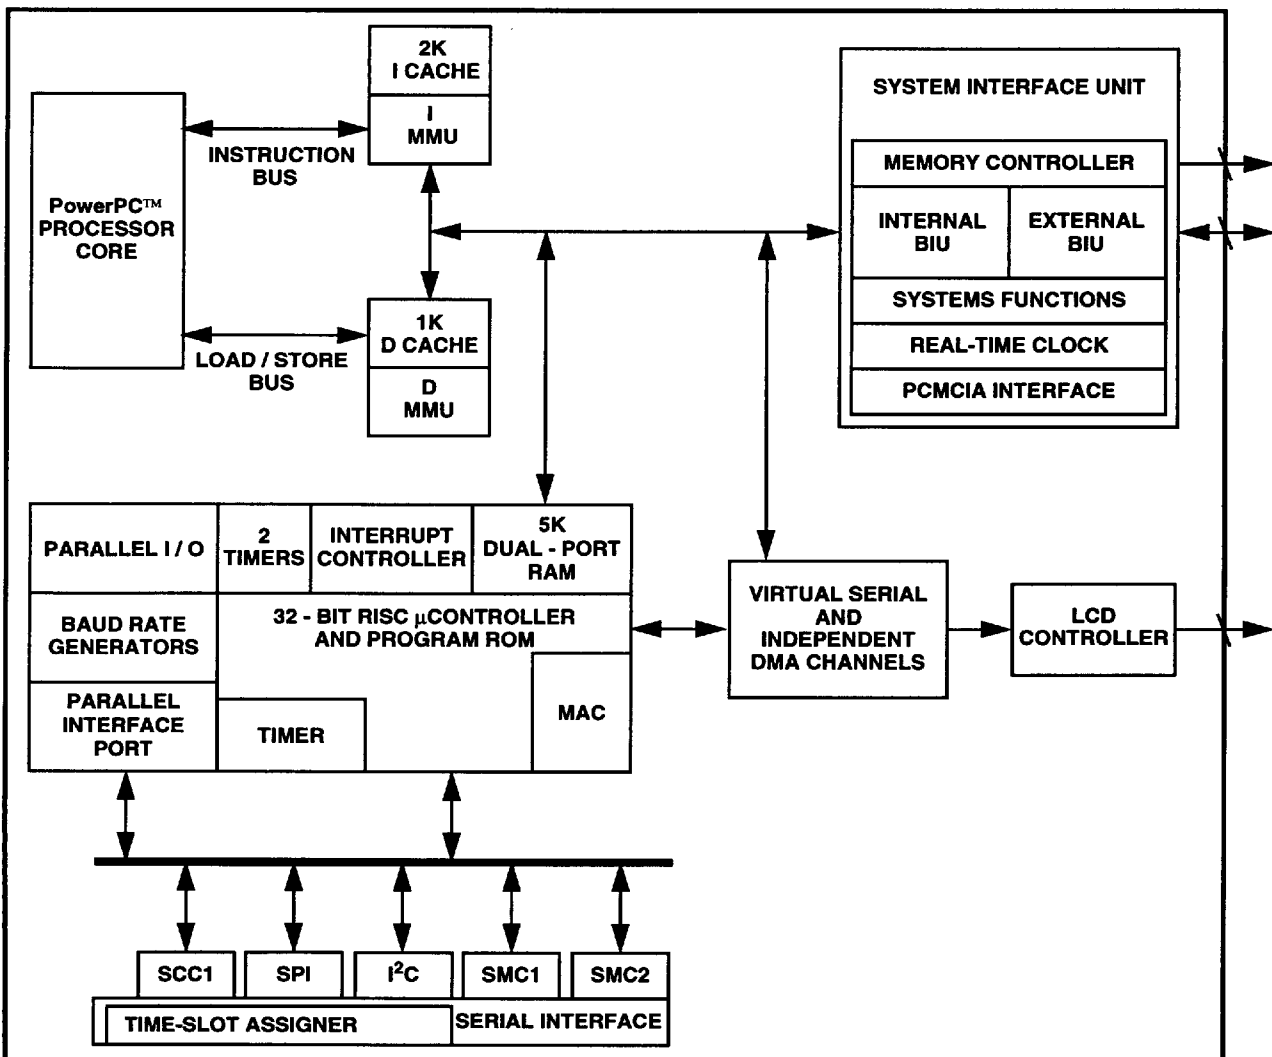 2K
I CACHE
I
MMU
INSTRUCTION
BUS
PowerPC™
PROCESSOR
CORE
1K
D CACHE
D
MMU
LOAD / STORE
BUS
SYSTEM INTERFACE UNIT
MEMORY CONTROLLER
INTERNAL
BIU
EXTERNAL
BIU
SYSTEMS FUNCTIONS
REAL-TIME CLOCK
PCMCIA INTERFACE
PARALLEL I / O
2
TIMERS
INTERRUPT
CONTROLLER
5K
DUAL - PORT
RAM
BAUD RATE
GENERATORS
32 - BIT RISC µCONTROLLER
AND PROGRAM ROM
PARALLEL
INTERFACE
PORT
TIMER
MAC
VIRTUAL SERIAL
AND
INDEPENDENT
DMA CHANNELS
LCD
CONTROLLER
SCC1
SPI
I²C
SMC1
SMC2
TIME-SLOT ASSIGNER
SERIAL INTERFACE